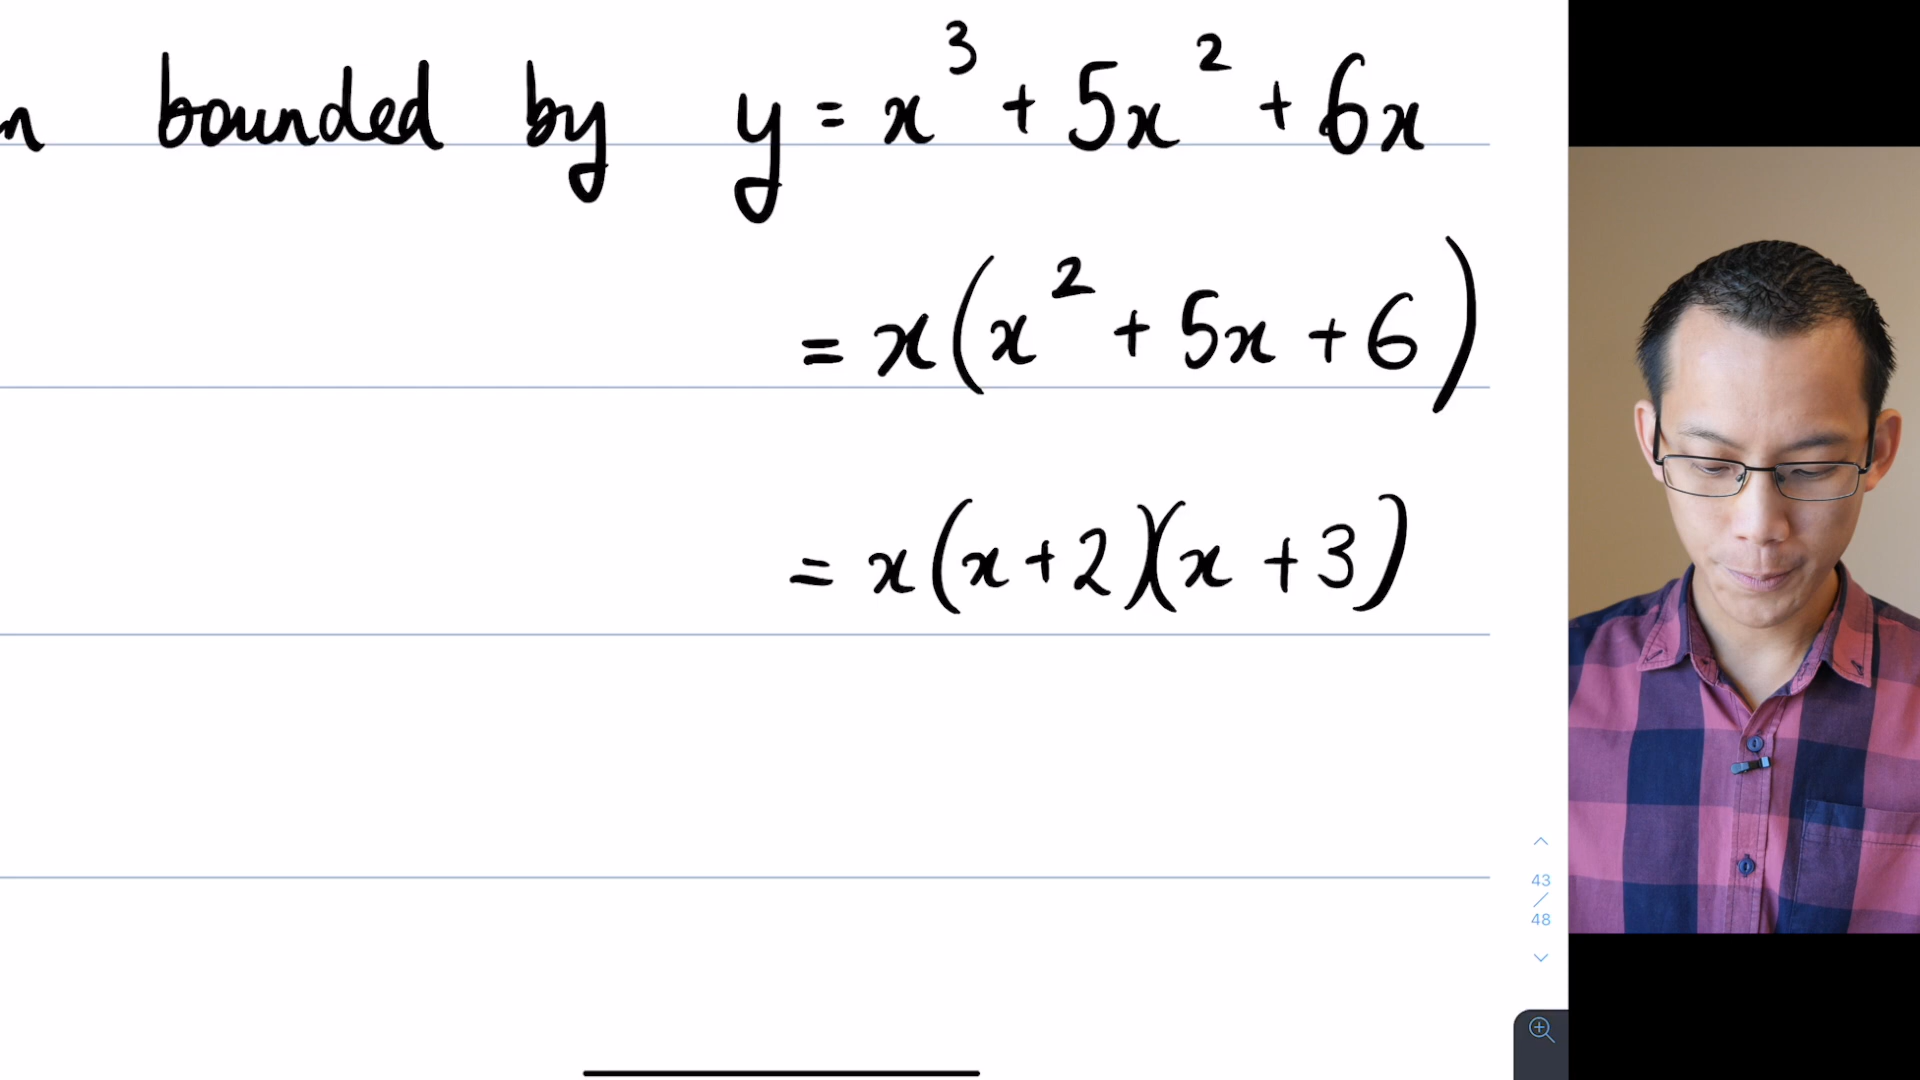 n bounded by y = x³ + 5x² + 6x
= x(x² + 5x + 6)
= x(x+2)(x+3)
43
/
48